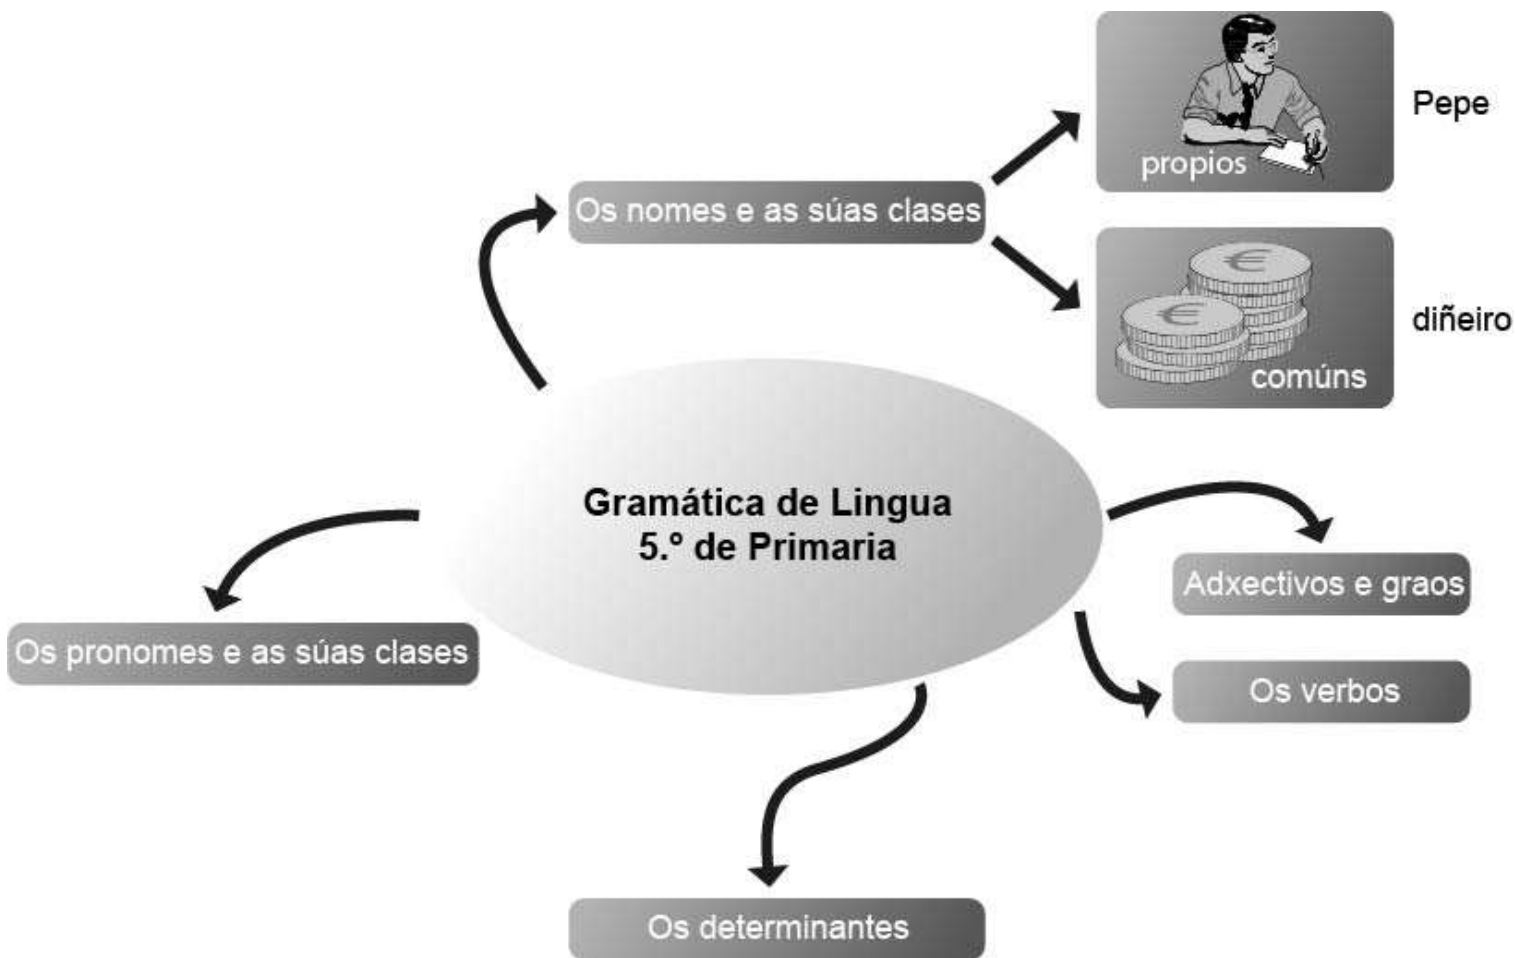 propios
Pepe
Os nomes e as súas clases
€
€
comúns
diñeiro
Gramática de Lingua
5.º de Primaria
Adxectivos e graos
Os pronomes e as súas clases
Os verbos
Os determinantes